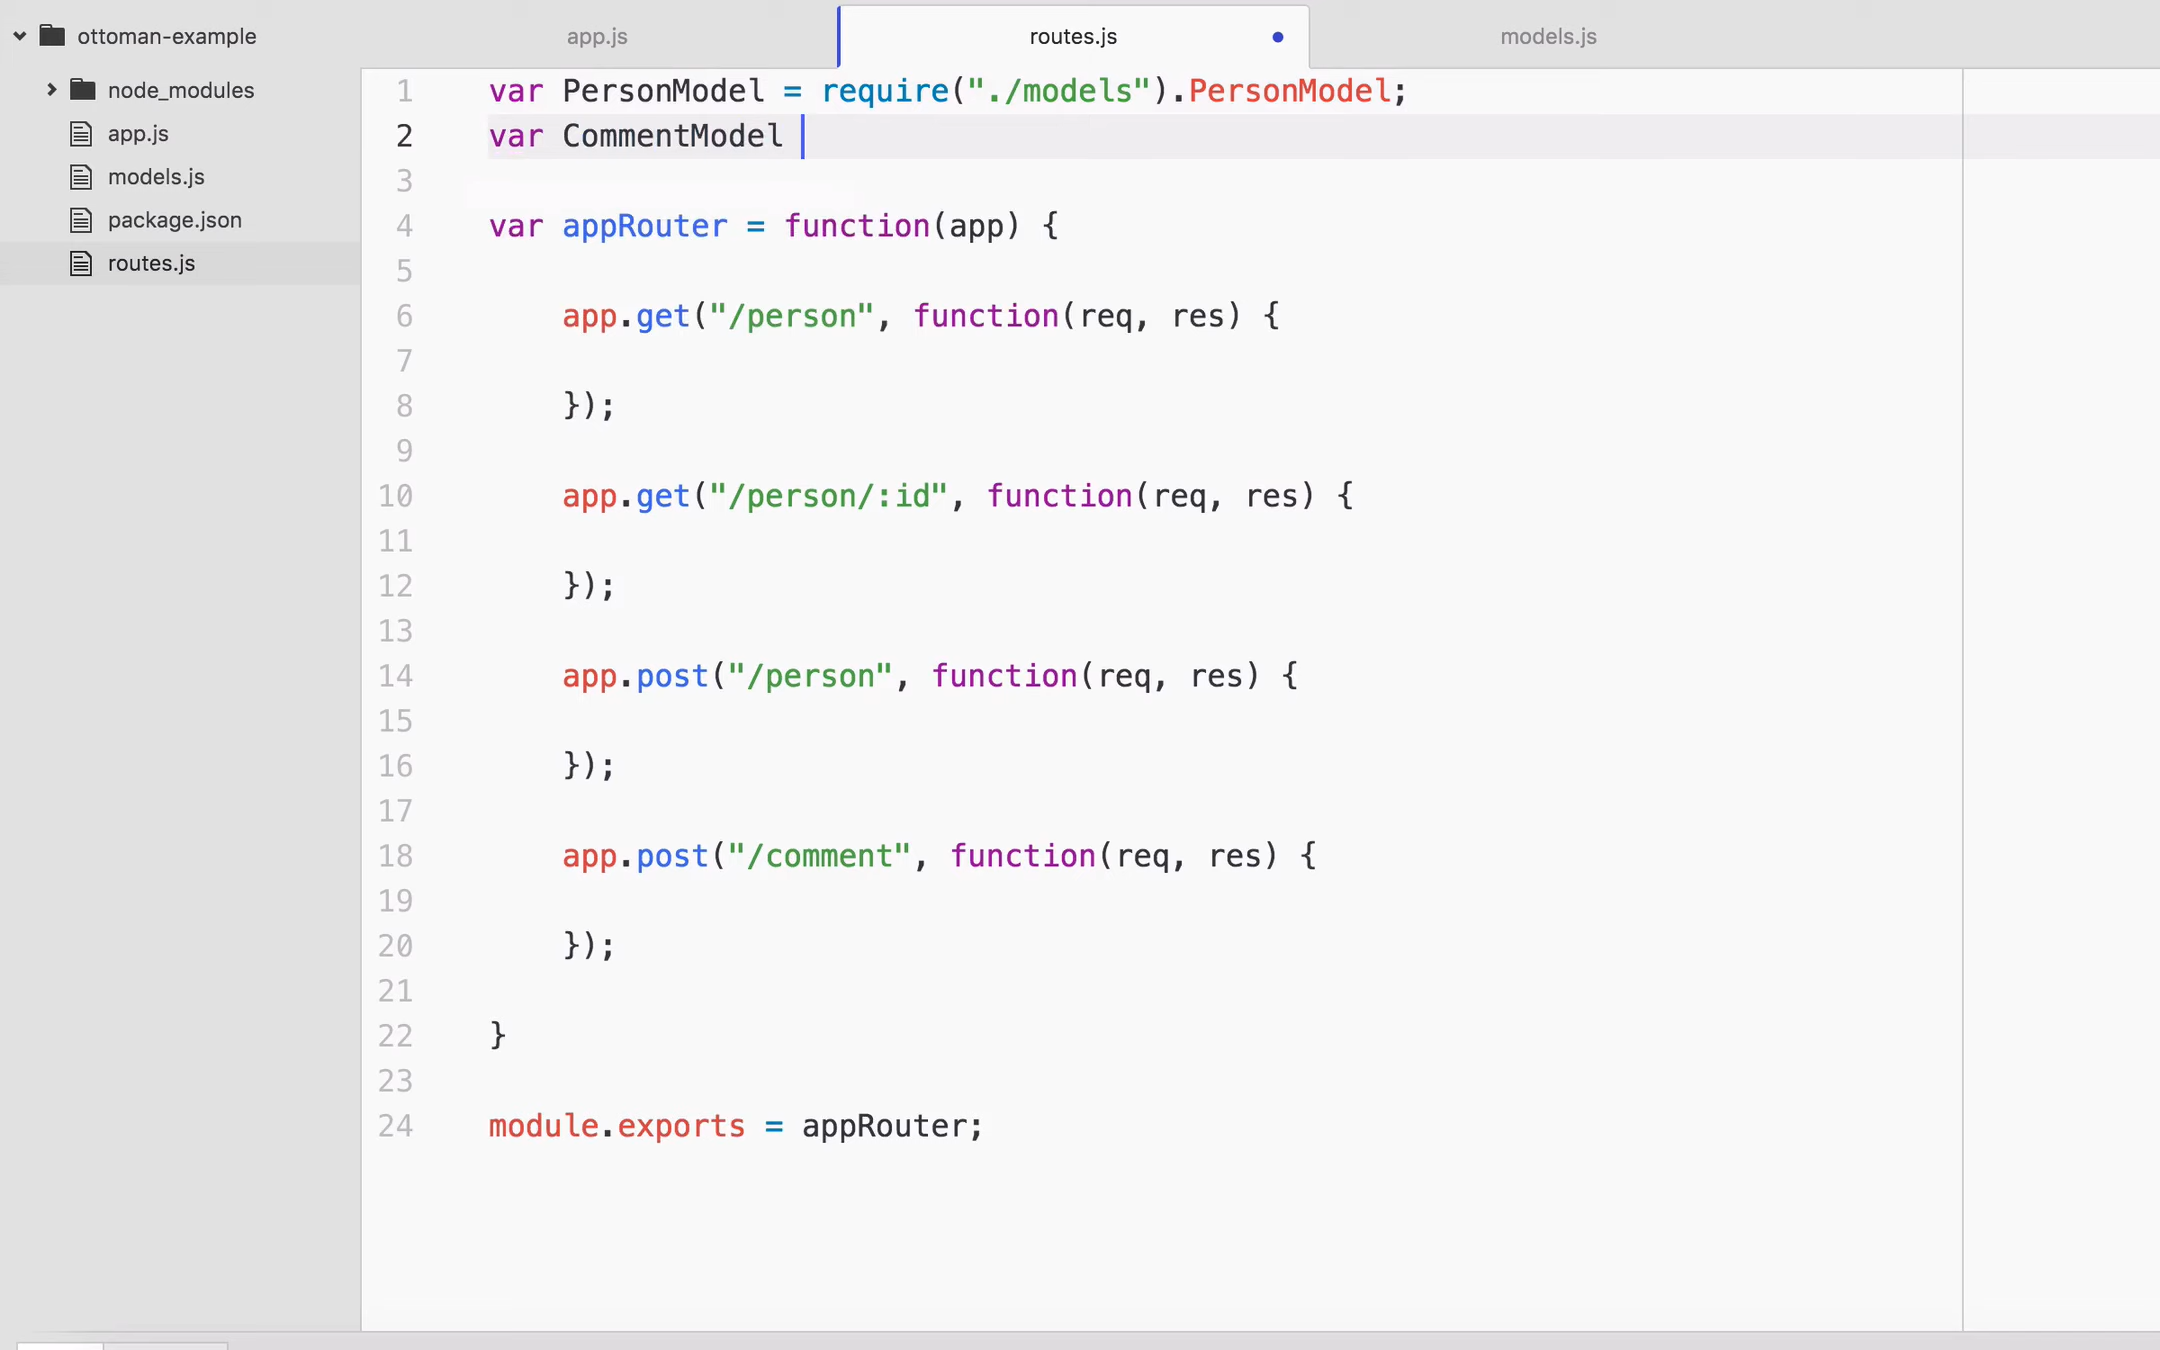 ottoman-example
node_modules
app.js
models.js
package.json
routes.js
app.js
routes.js
models.js
1 var PersonModel = require("./models").PersonModel;
2 var CommentModel
3
4 var appRouter = function(app) {
5
6 app.get("/person", function(req, res) {
7
8 });
9
10 app.get("/person/:id", function(req, res) {
11
12 });
13
14 app.post("/person", function(req, res) {
15
16 });
17
18 app.post("/comment", function(req, res) {
19
20 });
21
22 }
23
24 module.exports = appRouter;